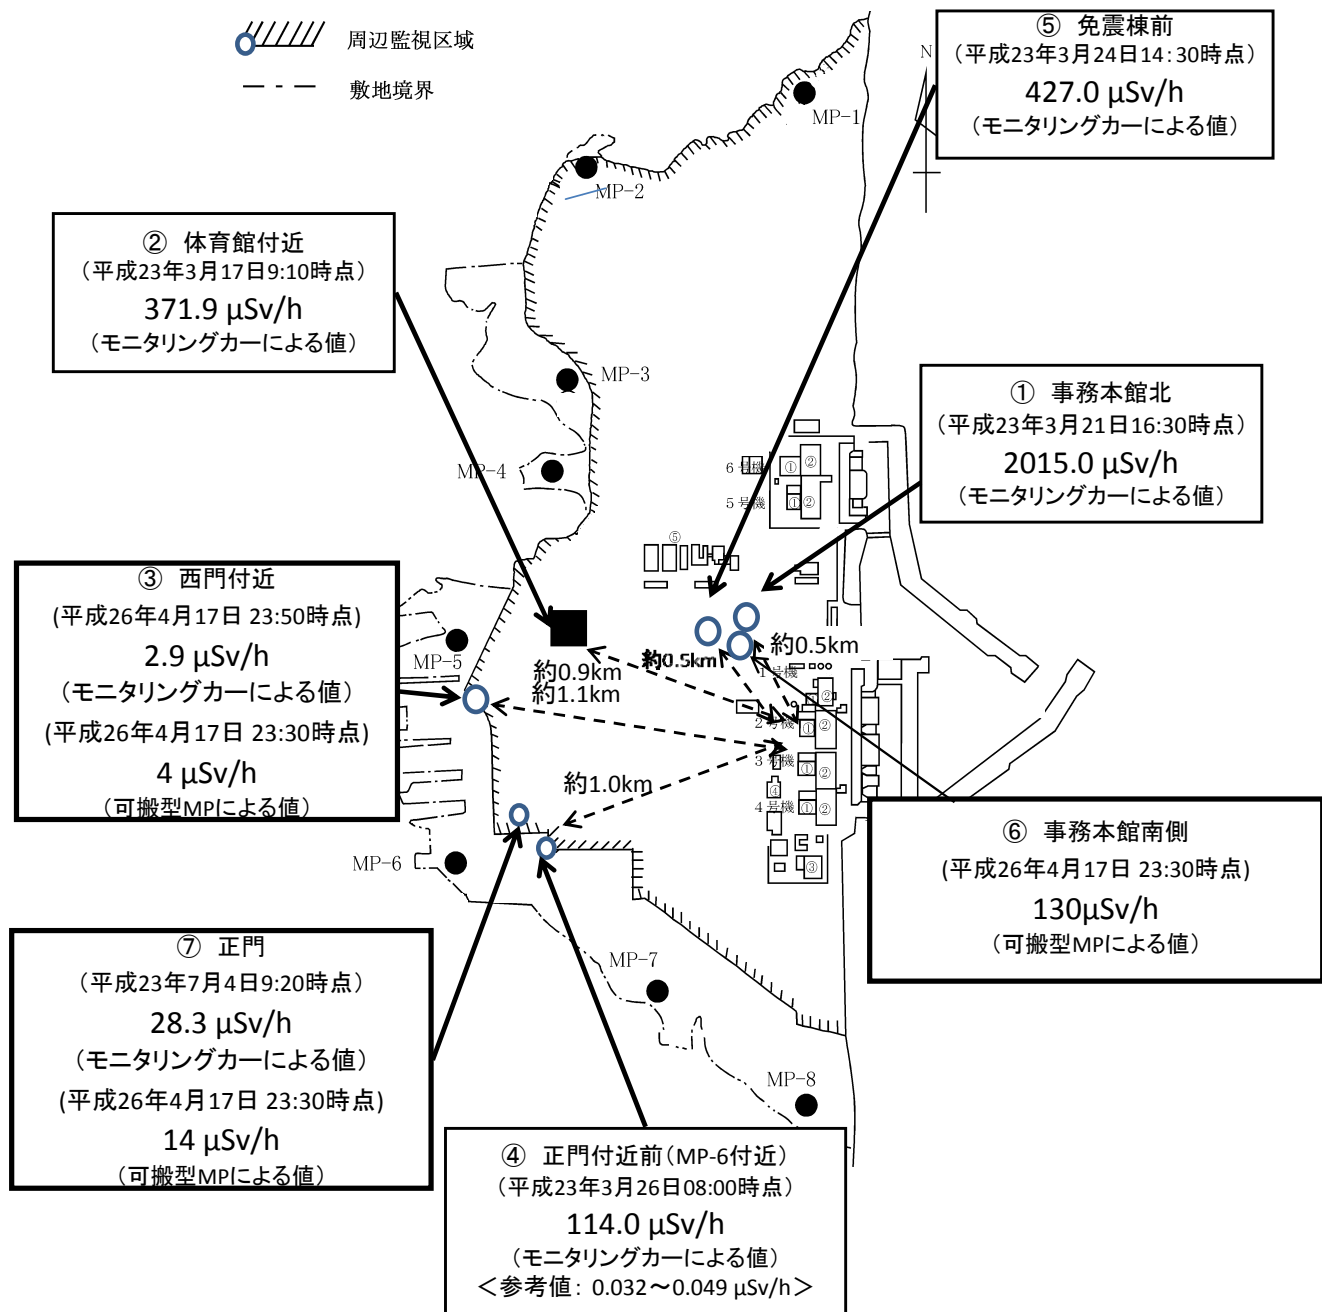 周辺監視区域
敷地境界
⑤ 免震棟前
（平成23年3月24日14：30時点）
427.0 µSv/h
（モニタリングカーによる値）
N
MP-1
MP-2
② 体育館付近
（平成23年3月17日9:10時点）
371.9 µSv/h
（モニタリングカーによる値）
MP-3
① 事務本館北
（平成23年3月21日16:30時点）
2015.0 µSv/h
（モニタリングカーによる値）
MP-4
6号機
①
②
5号機
①
②
⑤
③ 西門付近
(平成26年4月17日 23:50時点)
2.9 µSv/h
（モニタリングカーによる値）
(平成26年4月17日 23:30時点)
4 µSv/h
（可搬型MPによる値）
MP-5
約0.9km
約1.1km
約0.5km
約0.5km
1号機
②
2号機
①
②
3号機
①
②
④
4号機
①
②
③
約1.0km
MP-6
⑥ 事務本館南側
(平成26年4月17日 23:30時点)
130µSv/h
（可搬型MPによる値）
⑦ 正門
（平成23年7月4日9:20時点）
28.3 µSv/h
（モニタリングカーによる値）
(平成26年4月17日 23:30時点)
14 µSv/h
（可搬型MPによる値）
MP-7
MP-8
④ 正門付近前（MP-6付近）
（平成23年3月26日08:00時点）
114.0 µSv/h
（モニタリングカーによる値）
＜参考値： 0.032～0.049 µSv/h＞